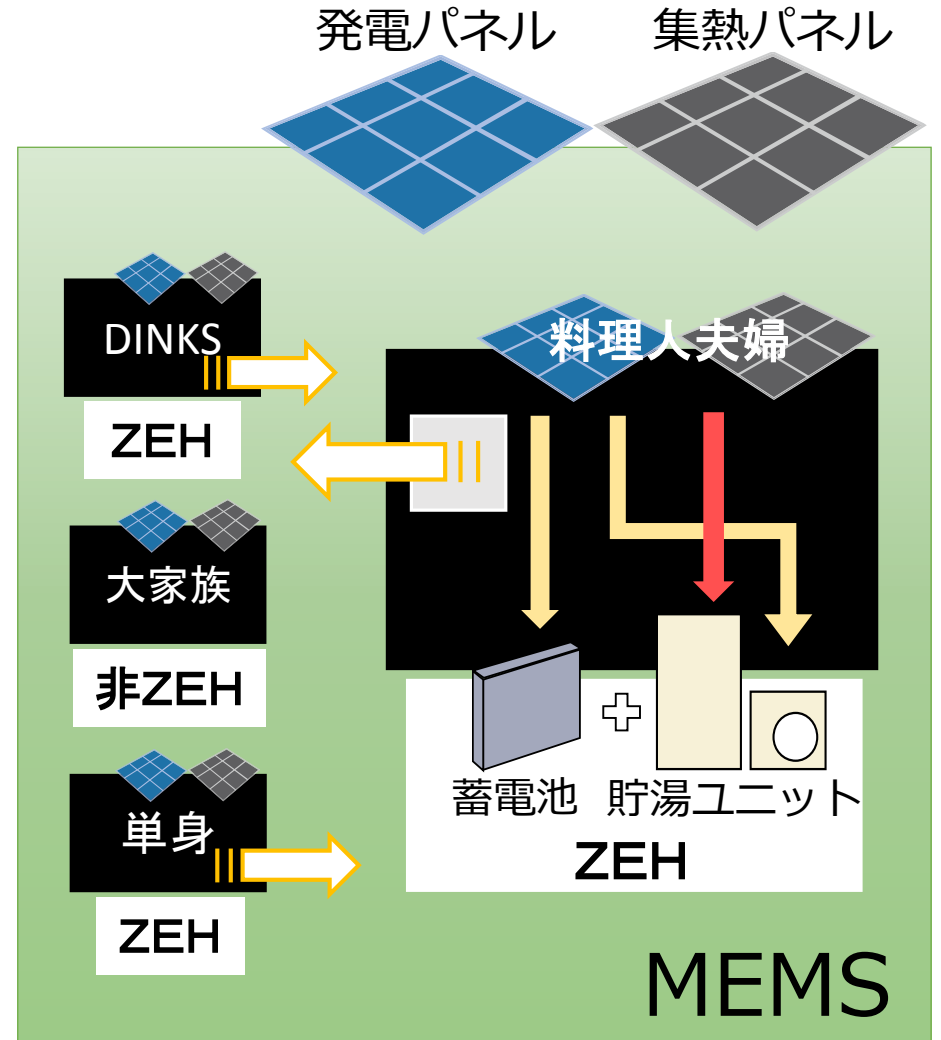 発電パネル
集熱パネル
DINKS
ZEH
大家族
非ZEH
単身
ZEH
料理人夫婦
蓄電池
貯湯ユニット
ZEH
MEMS